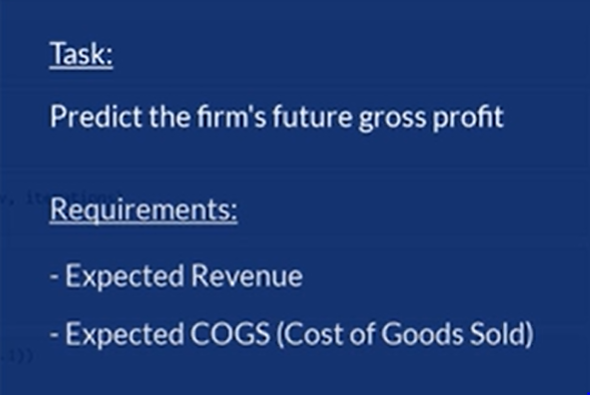 Task:
Predict the firm's future gross profit
Requirements:
- Expected Revenue
- Expected COGS (Cost of Goods Sold)